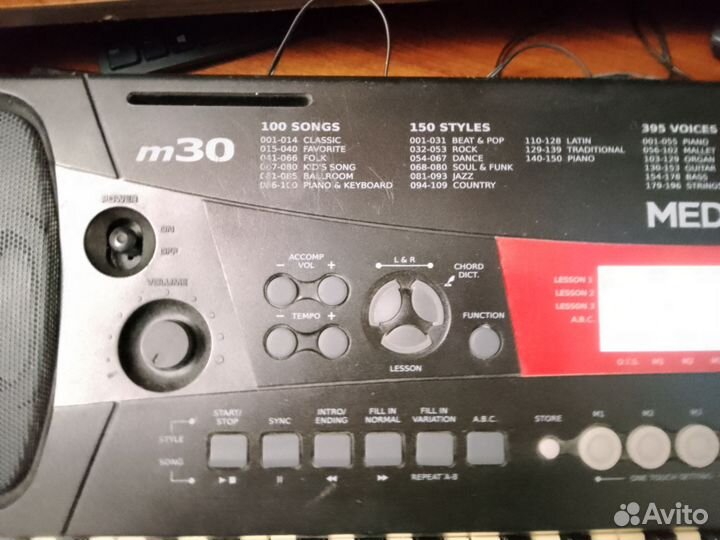 m30
100 SONGS
001-014 CLASSIC
015-040 FAVORITE
041-066 FOLK
067-080 KID'S SONG
081-085 BALLROOM
086-100 PIANO & KEYBOARD
150 STYLES
001-031 BEAT & POP
032-053 ROCK
054-067 DANCE
068-080 SOUL & FUNK
081-093 JAZZ
094-109 COUNTRY
110-128 LATIN
129-139 TRADITIONAL
140-150 PIANO
395 VOICES
001-055 PIANO
056-102 MALLET
103-129 ORGAN
130-153 GUITAR
154-178 BASS
179-196 STRINGS
MED
POWER
ON
OFF
VOLUME
ACCOMP
- VOL +
- TEMPO +
L & R
CHORD
DICT.
LESSON
FUNCTION
LESSON 1
LESSON 2
LESSON 3
A.B.C.
O.T.S. M1 M2 M3
STYLE
SONG
START/
STOP
SYNC
INTRO/
ENDING
FILL IN
NORMAL
FILL IN
VARIATION
A.B.C.
REPEAT A-B
STORE
M1
M2
M3
ONE TOUCH SETTING
Avito